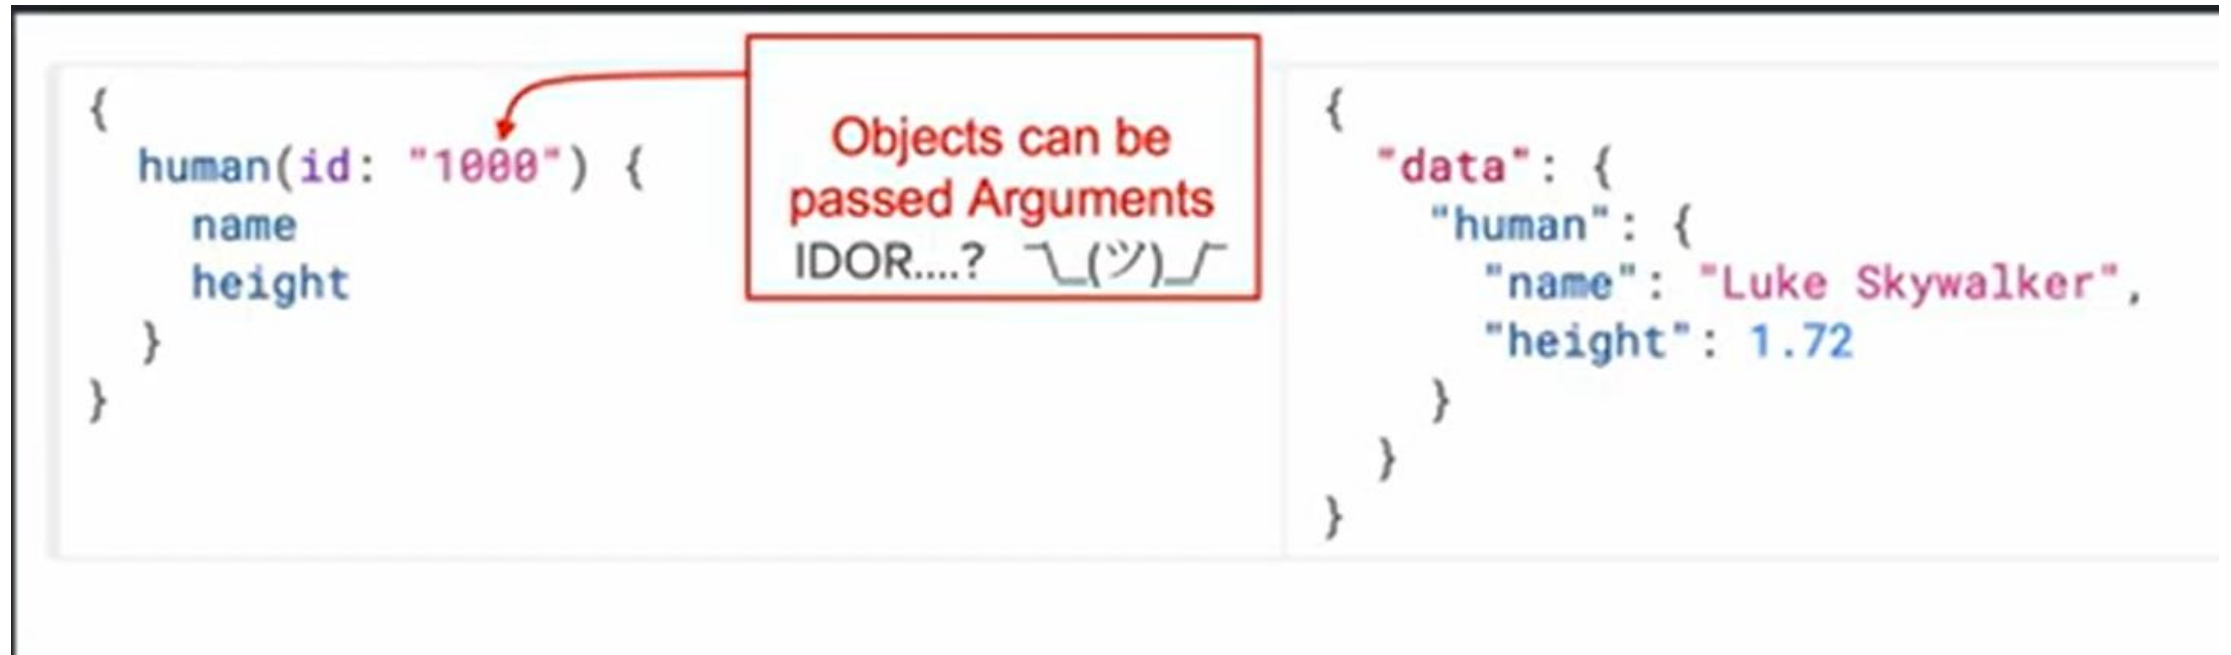 {
human(id: "1000") {
name
height
}
}
Objects can be
passed Arguments
IDOR....? ¯\_(ツ)_/¯
{
"data": {
"human": {
"name": "Luke Skywalker",
"height": 1.72
}
}
}